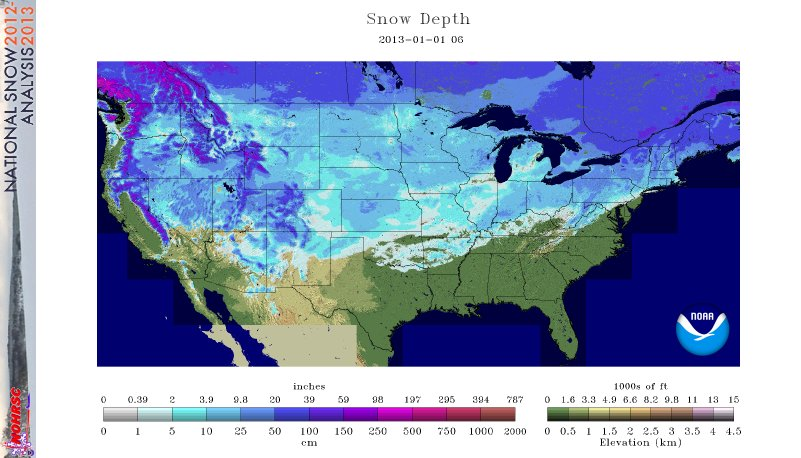 NATIONAL SNOW
ANALYSIS
2012-
2013
Snow Depth
2013-01-01 06
NOAA
inches
0 0.39 2 3.9 9.8 20 39 59 98 197 295 394 787
0 1 5 10 25 50 100 150 250 500 750 1000 2000
cm
1000s of ft
0 1.6 3.3 4.9 6.6 8.2 9.8 11 13 15
0 0.5 1 1.5 2 2.5 3 3.5 4 4.5
Elevation (km)
NOHRSC